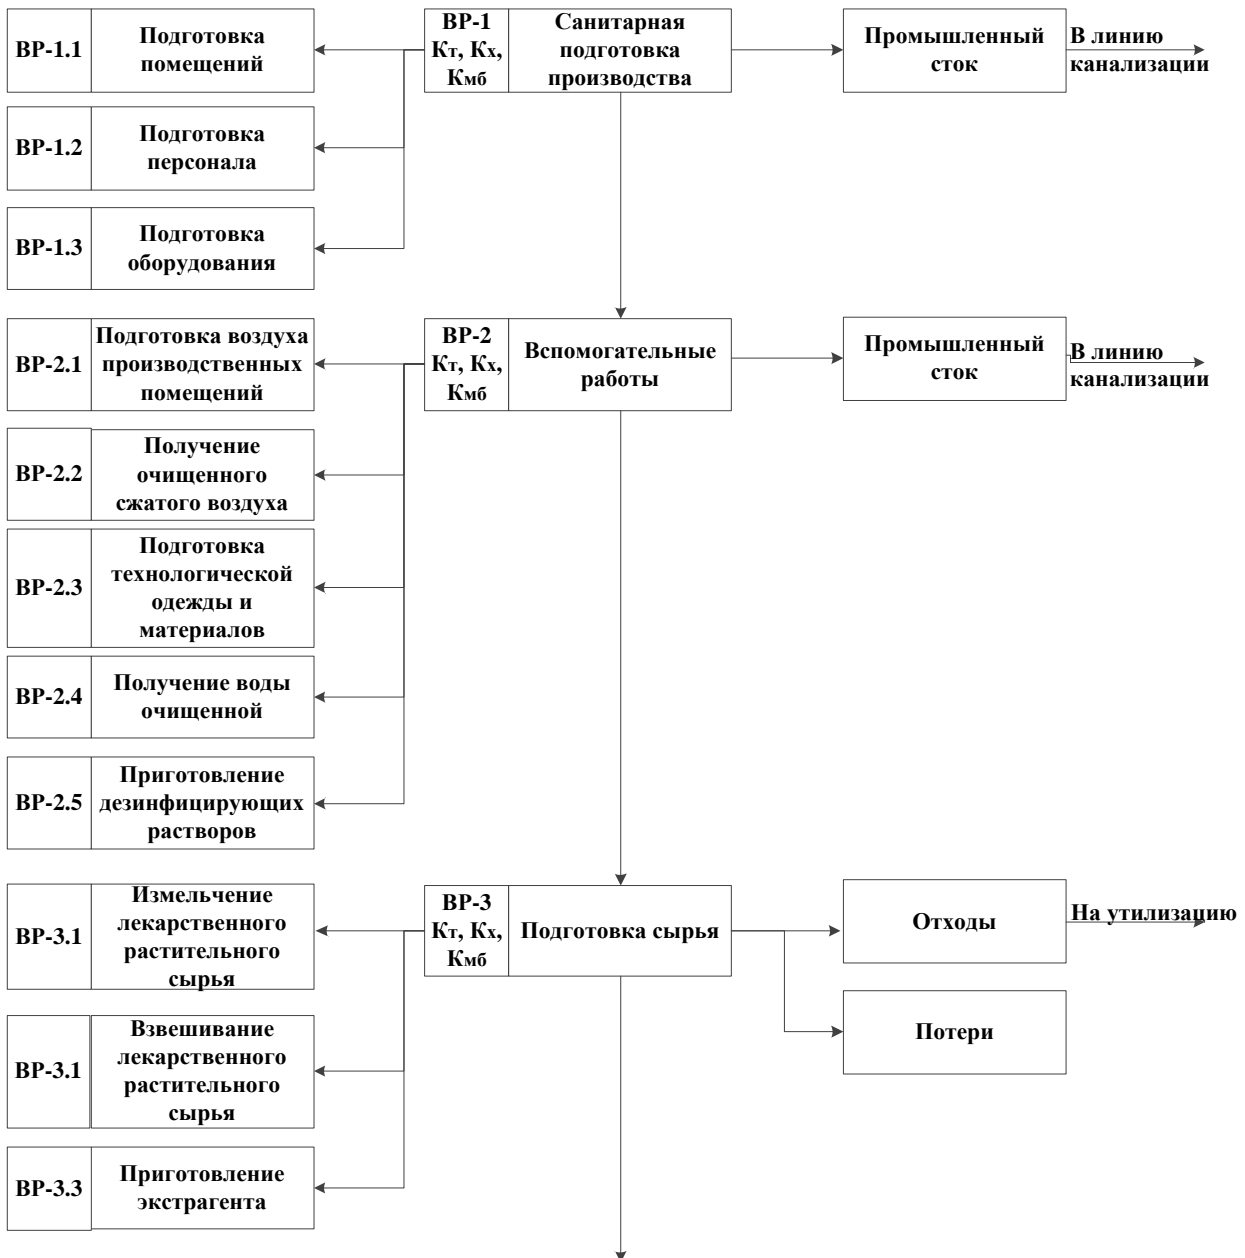 ВР-1.1
Подготовка
помещений
ВР-1
Кт, Кх,
Кмб
Санитарная
подготовка
производства
Промышленный
сток
В линию
канализации
ВР-1.2
Подготовка
персонала
ВР-1.3
Подготовка
оборудования
ВР-2.1
Подготовка воздуха
производственных
помещений
ВР-2
Кт, Кх,
Кмб
Вспомогательные
работы
Промышленный
сток
В линию
канализации
ВР-2.2
Получение
очищенного
сжатого воздуха
ВР-2.3
Подготовка
технологической
одежды и
материалов
ВР-2.4
Получение воды
очищенной
ВР-2.5
Приготовление
дезинфицирующих
растворов
ВР-3.1
Измельчение
лекарственного
растительного
сырья
ВР-3
Кт, Кх,
Кмб
Подготовка сырья
Отходы
На утилизацию
Потери
ВР-3.1
Взвешивание
лекарственного
растительного
сырья
ВР-3.3
Приготовление
экстрагента